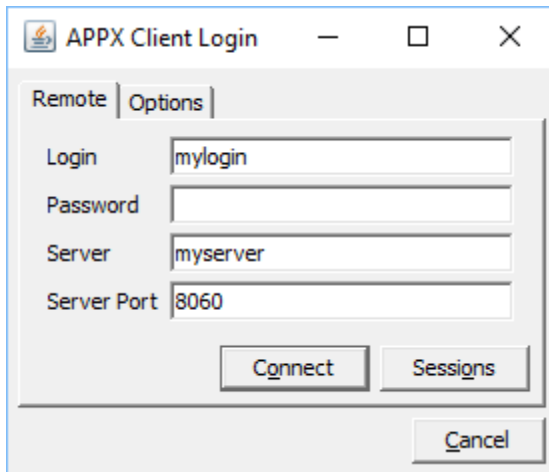 APPX Client Login
Remote Options
Login mylogin
Password
Server myserver
Server Port 8060
Connect Sessions
Cancel